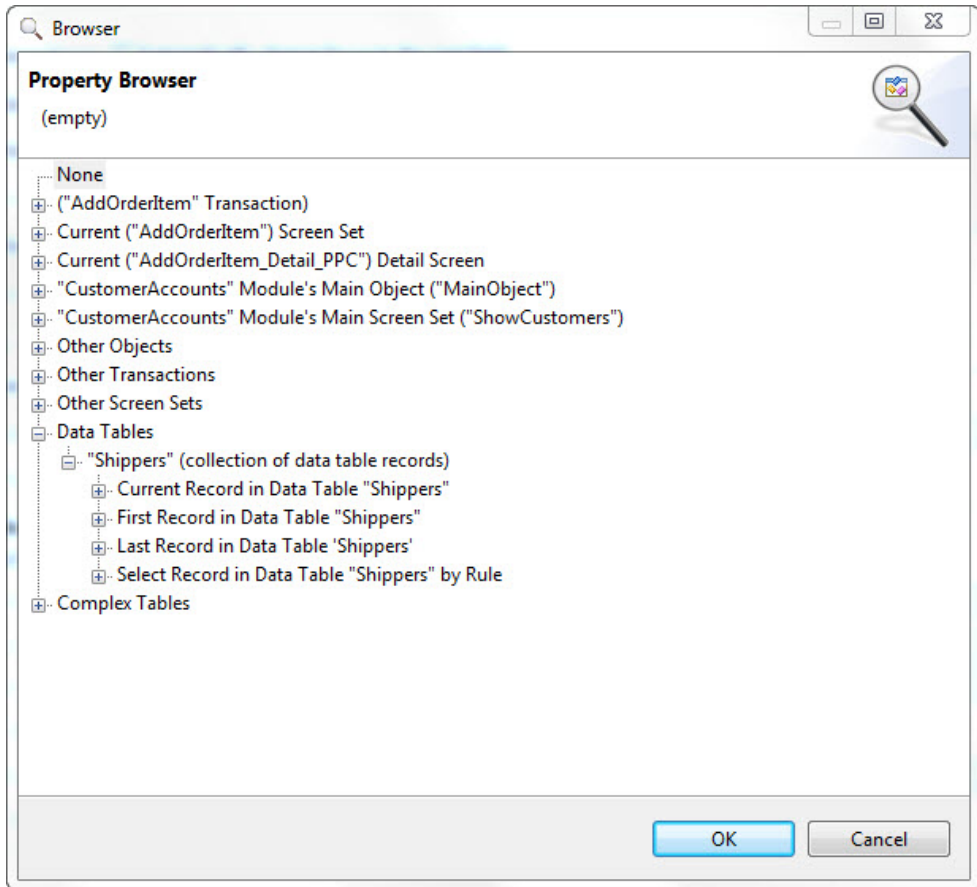 Browser
Property Browser
(empty)
None
("AddOrderItem" Transaction)
Current ("AddOrderItem") Screen Set
Current ("AddOrderItem_Detail_PPC") Detail Screen
"CustomerAccounts" Module's Main Object ("MainObject")
"CustomerAccounts" Module's Main Screen Set ("ShowCustomers")
Other Objects
Other Transactions
Other Screen Sets
Data Tables
"Shippers" (collection of data table records)
Current Record in Data Table "Shippers"
First Record in Data Table "Shippers"
Last Record in Data Table 'Shippers'
Select Record in Data Table "Shippers" by Rule
Complex Tables
OK Cancel